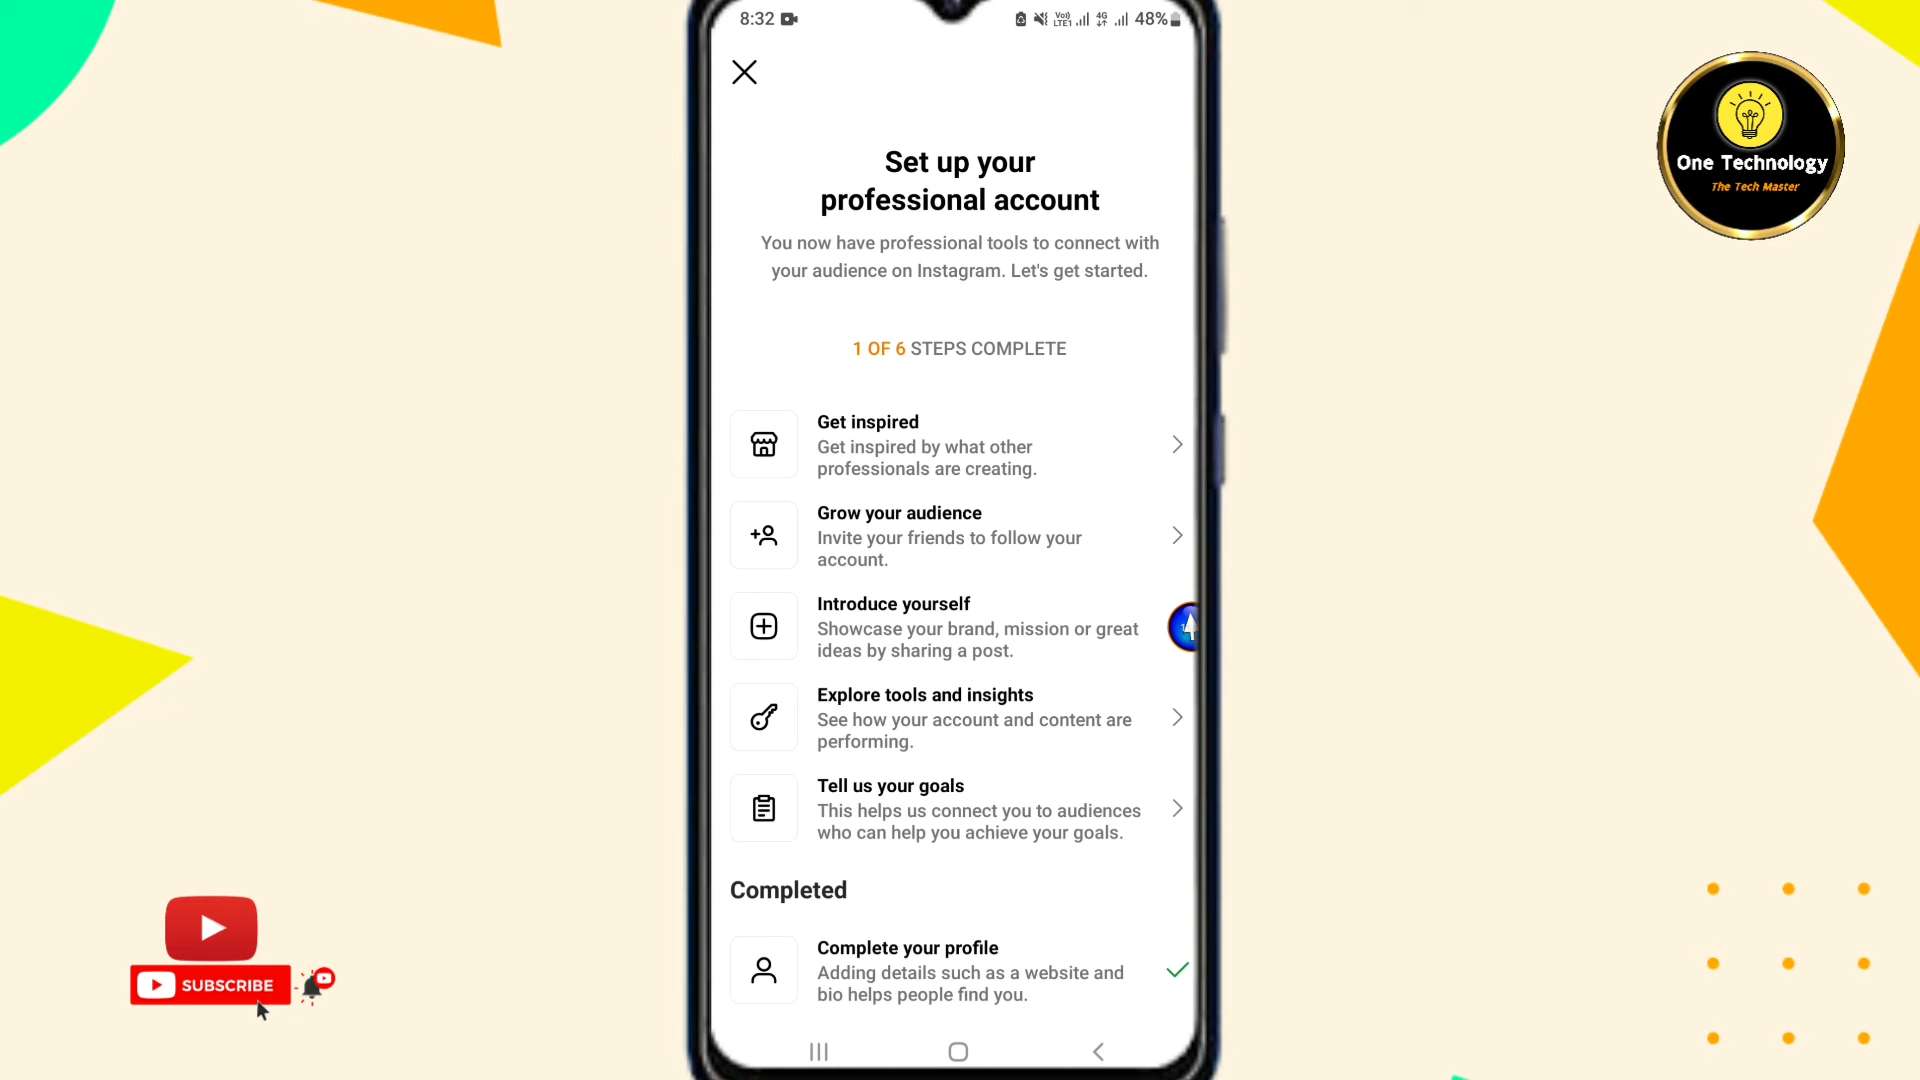 8:32
Vo)) LTE1 4G 48%
One Technology
The Tech Master
Set up your
professional account
You now have professional tools to connect with
your audience on Instagram. Let's get started.
1 OF 6 STEPS COMPLETE
Get inspired
Get inspired by what other
professionals are creating.
Grow your audience
Invite your friends to follow your
account.
Introduce yourself
Showcase your brand, mission or great
ideas by sharing a post.
Explore tools and insights
See how your account and content are
performing.
Tell us your goals
This helps us connect you to audiences
who can help you achieve your goals.
Completed
Complete your profile
Adding details such as a website and
bio helps people find you.
SUBSCRIBE